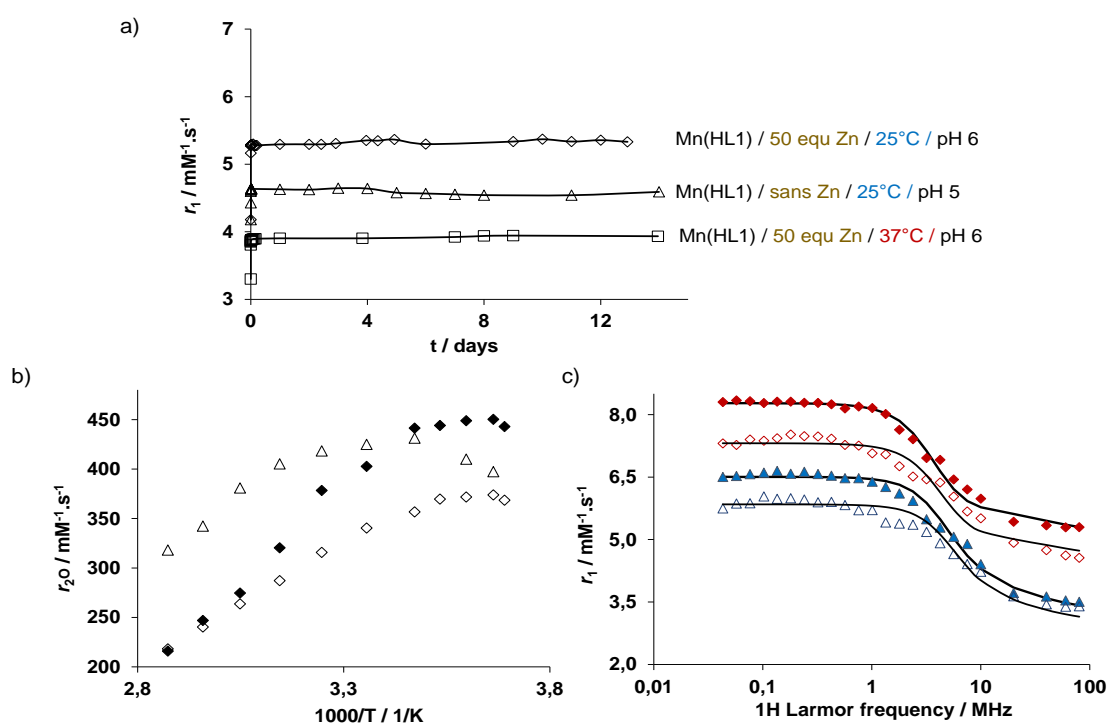 a)
7
6
5
4
3
r1 / mM-1.s-1
0
4
8
12
t / days
Mn(HL1) / 50 equ Zn / 25°C / pH 6
Mn(HL1) / sans Zn / 25°C / pH 5
Mn(HL1) / 50 equ Zn / 37°C / pH 6
b)
450
400
350
300
250
200
r2O / mM-1.s-1
2,8
3,3
3,8
1000/T / 1/K
c)
8,0
6,5
5,0
3,5
2,0
r1 / mM-1.s-1
0,01
0,1
1
10
100
1H Larmor frequency / MHz